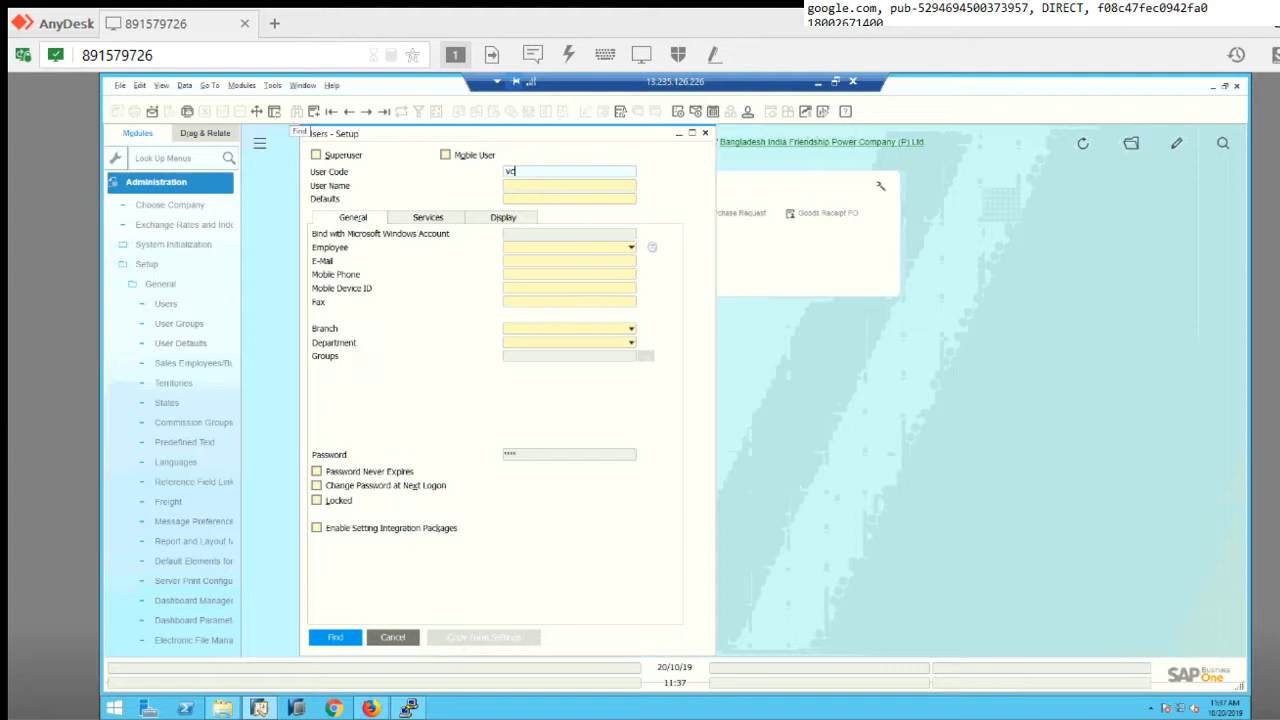 google.com, pub-5294694500373957, DIRECT, f08c47fec0942fa0
18002671400
AnyDesk
891579726
891579726
1
File Edit View Data Go To Modules Tools Window Help
13.235.126.226
Modules
Drag & Relate
Find
Users - Setup
Bangladesh India Friendship Power Company (P) Ltd
Look Up Menus
Superuser
Mobile User
User Code
vc
User Name
Defaults
Administration
Choose Company
Exchange Rates and Ind
System Initialization
Setup
General
Users
User Groups
User Defaults
Sales Employees/Bu
Territories
States
Commission Groups
Predefined Text
Languages
Reference Field Link
Freight
Message Preference
Report and Layout M
Default Elements for
Server Print Configu
Dashboard Manager
Dashboard Paramet
Electronic File Mana
General
Services
Display
Bind with Microsoft Windows Account
Employee
E-Mail
Mobile Phone
Mobile Device ID
Fax
Branch
Department
Groups
Password
****
Password Never Expires
Change Password at Next Logon
Locked
Enable Setting Integration Packages
Find
Cancel
Copy Form Settings
chase Request
Goods Receipt PO
20/10/19
11:37
SAP Business One
11:37 AM
10/20/2019